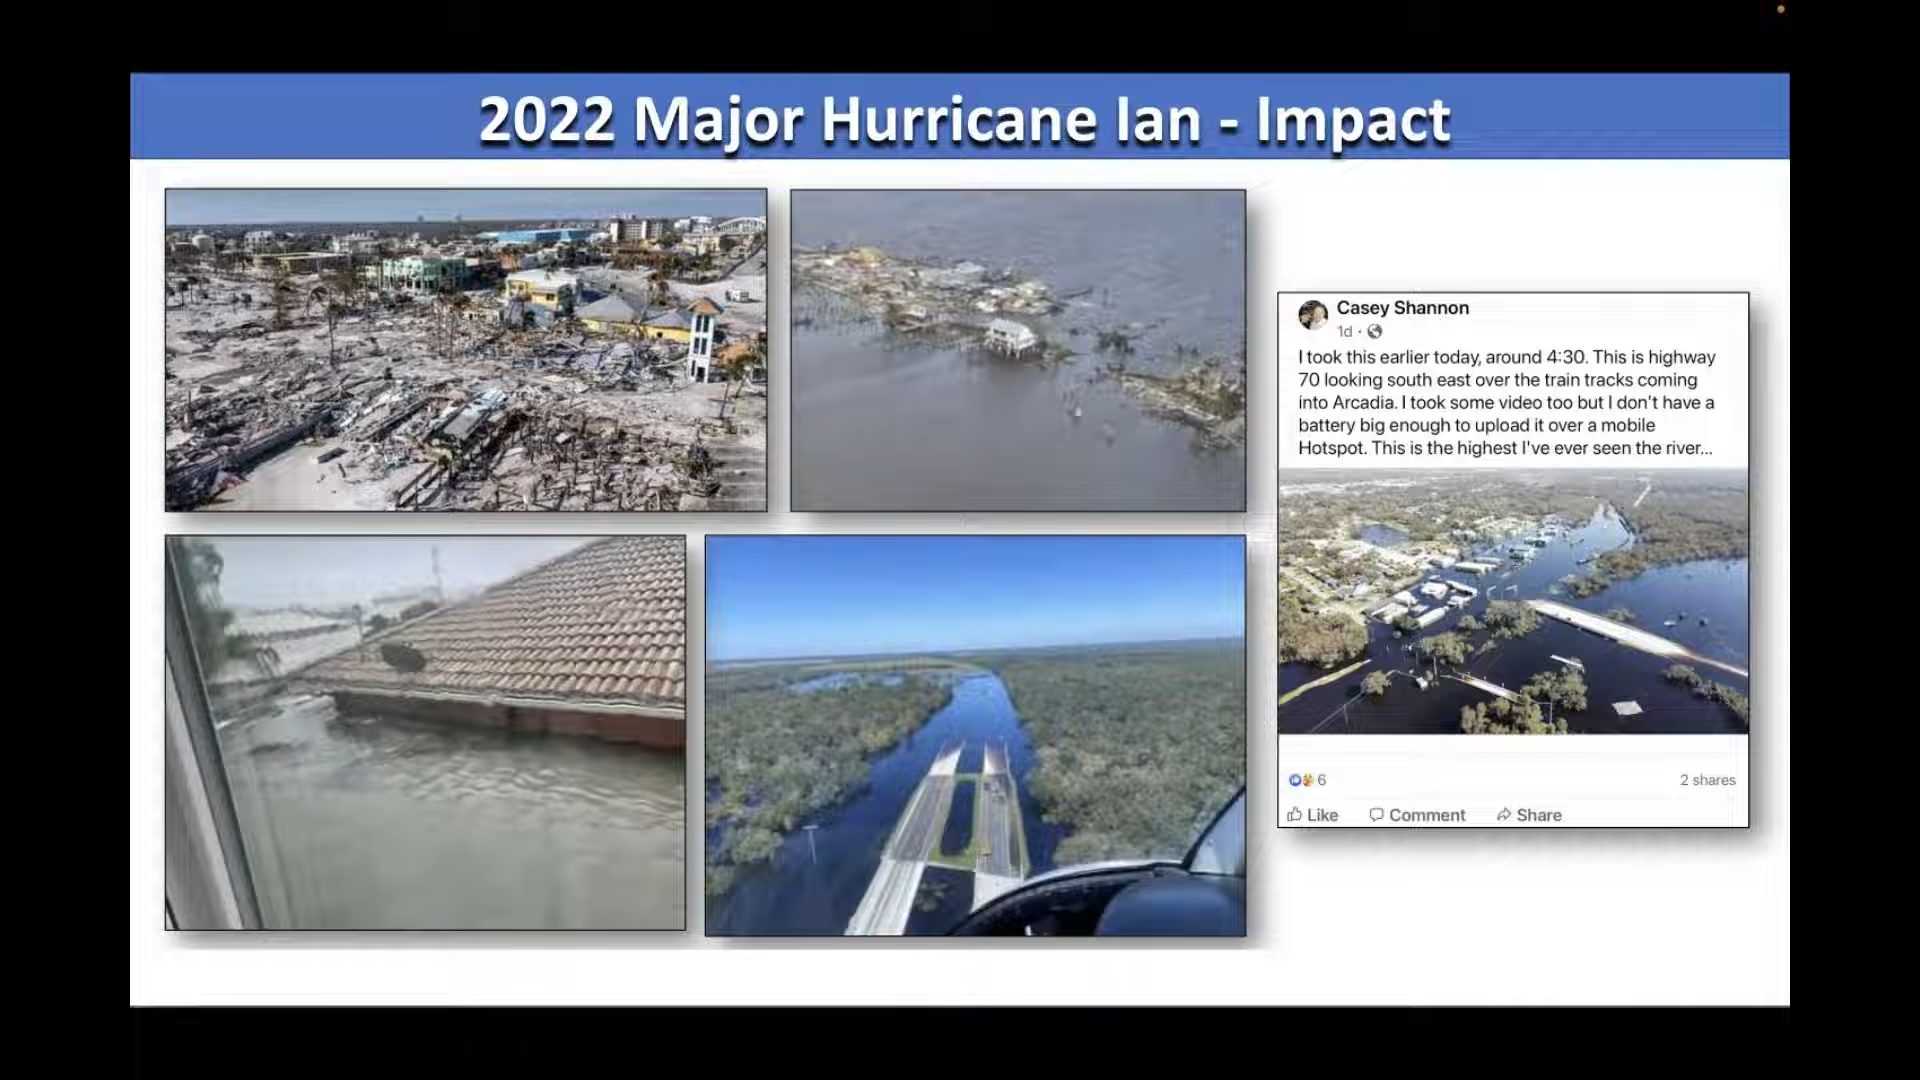 2022 Major Hurricane Ian - Impact
Casey Shannon
1d ·
I took this earlier today, around 4:30. This is highway
70 looking south east over the train tracks coming
into Arcadia. I took some video too but I don't have a
battery big enough to upload it over a mobile
Hotspot. This is the highest I've ever seen the river...
6
2 shares
Like
Comment
Share